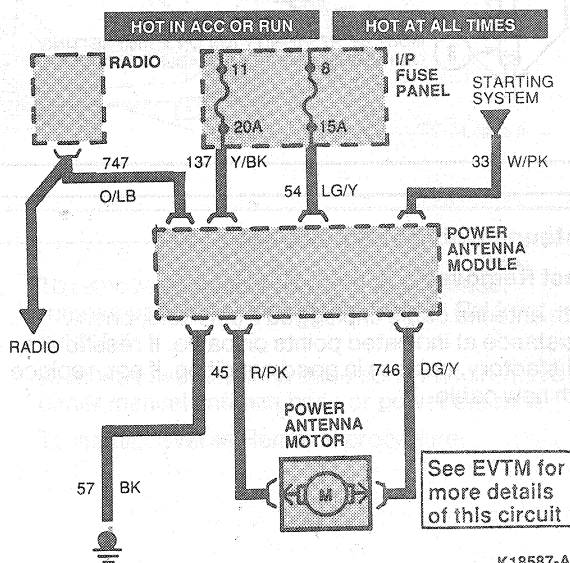 HOT IN ACC OR RUN
HOT AT ALL TIMES
RADIO
11
8
I/P
FUSE
PANEL
STARTING
SYSTEM
20A
15A
747
137
Y/BK
33
W/PK
O/LB
54
LG/Y
POWER
ANTENNA
MODULE
RADIO
45
R/PK
746
DG/Y
POWER
ANTENNA
MOTOR
M
57
BK
See EVTM for
more details
of this circuit
K18587-A